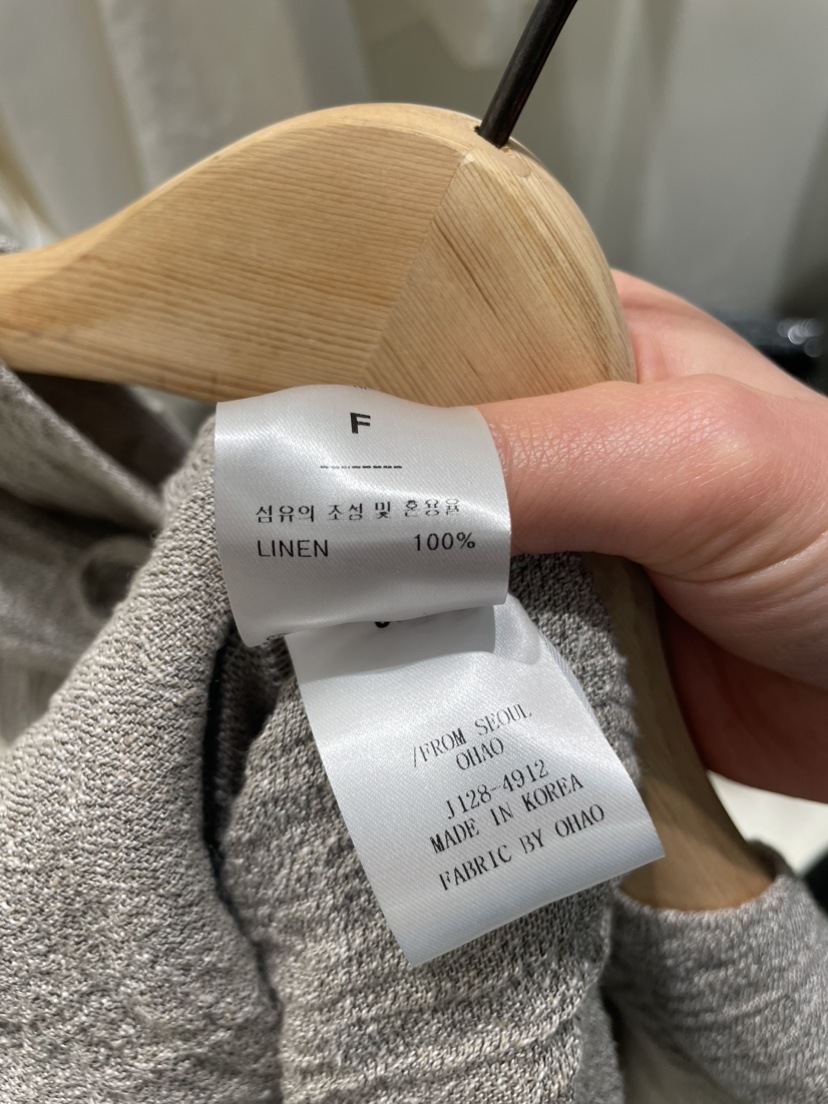 F
---------
섬유의 조성 및 혼용율
LINEN 100%
/FROM SEOUL
OHAO
J128-4912
MADE IN KOREA
FABRIC BY OHAO